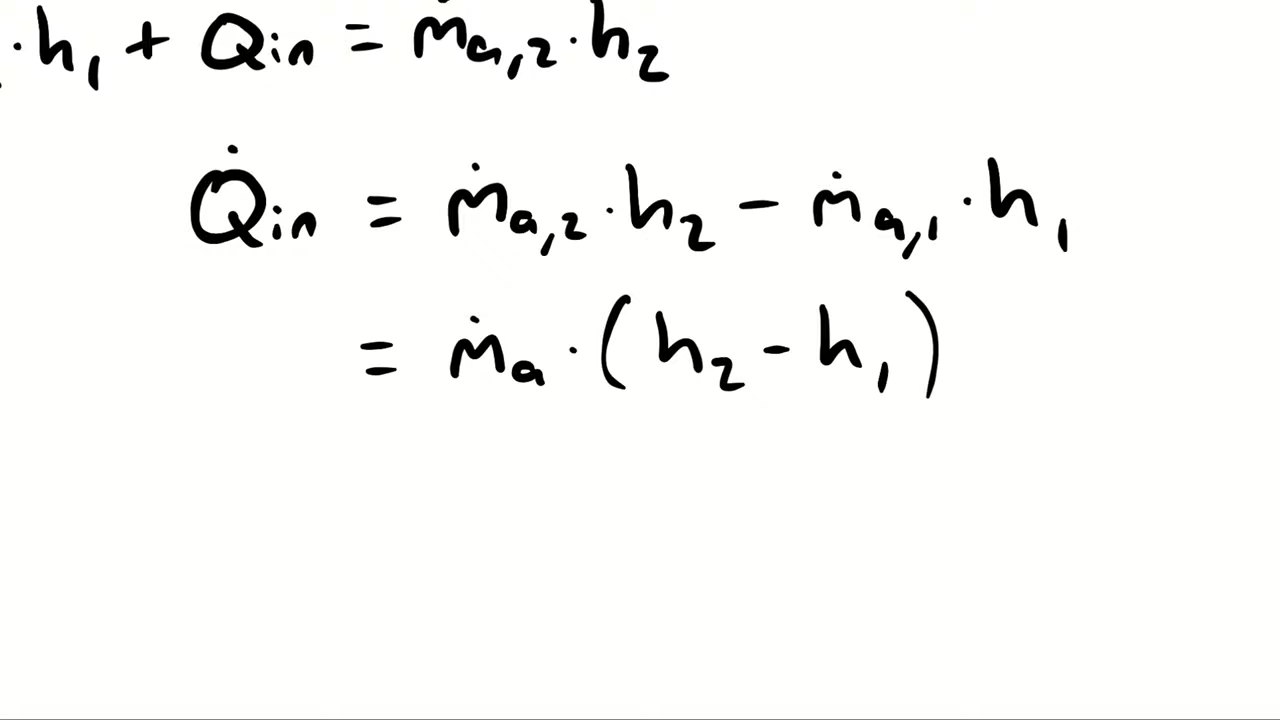 · h₁ + Qin = ṁa,2 · h₂
Q̇in = ṁa,2 · h₂ − ṁa,1 · h₁
= ṁa · (h₂ − h₁)